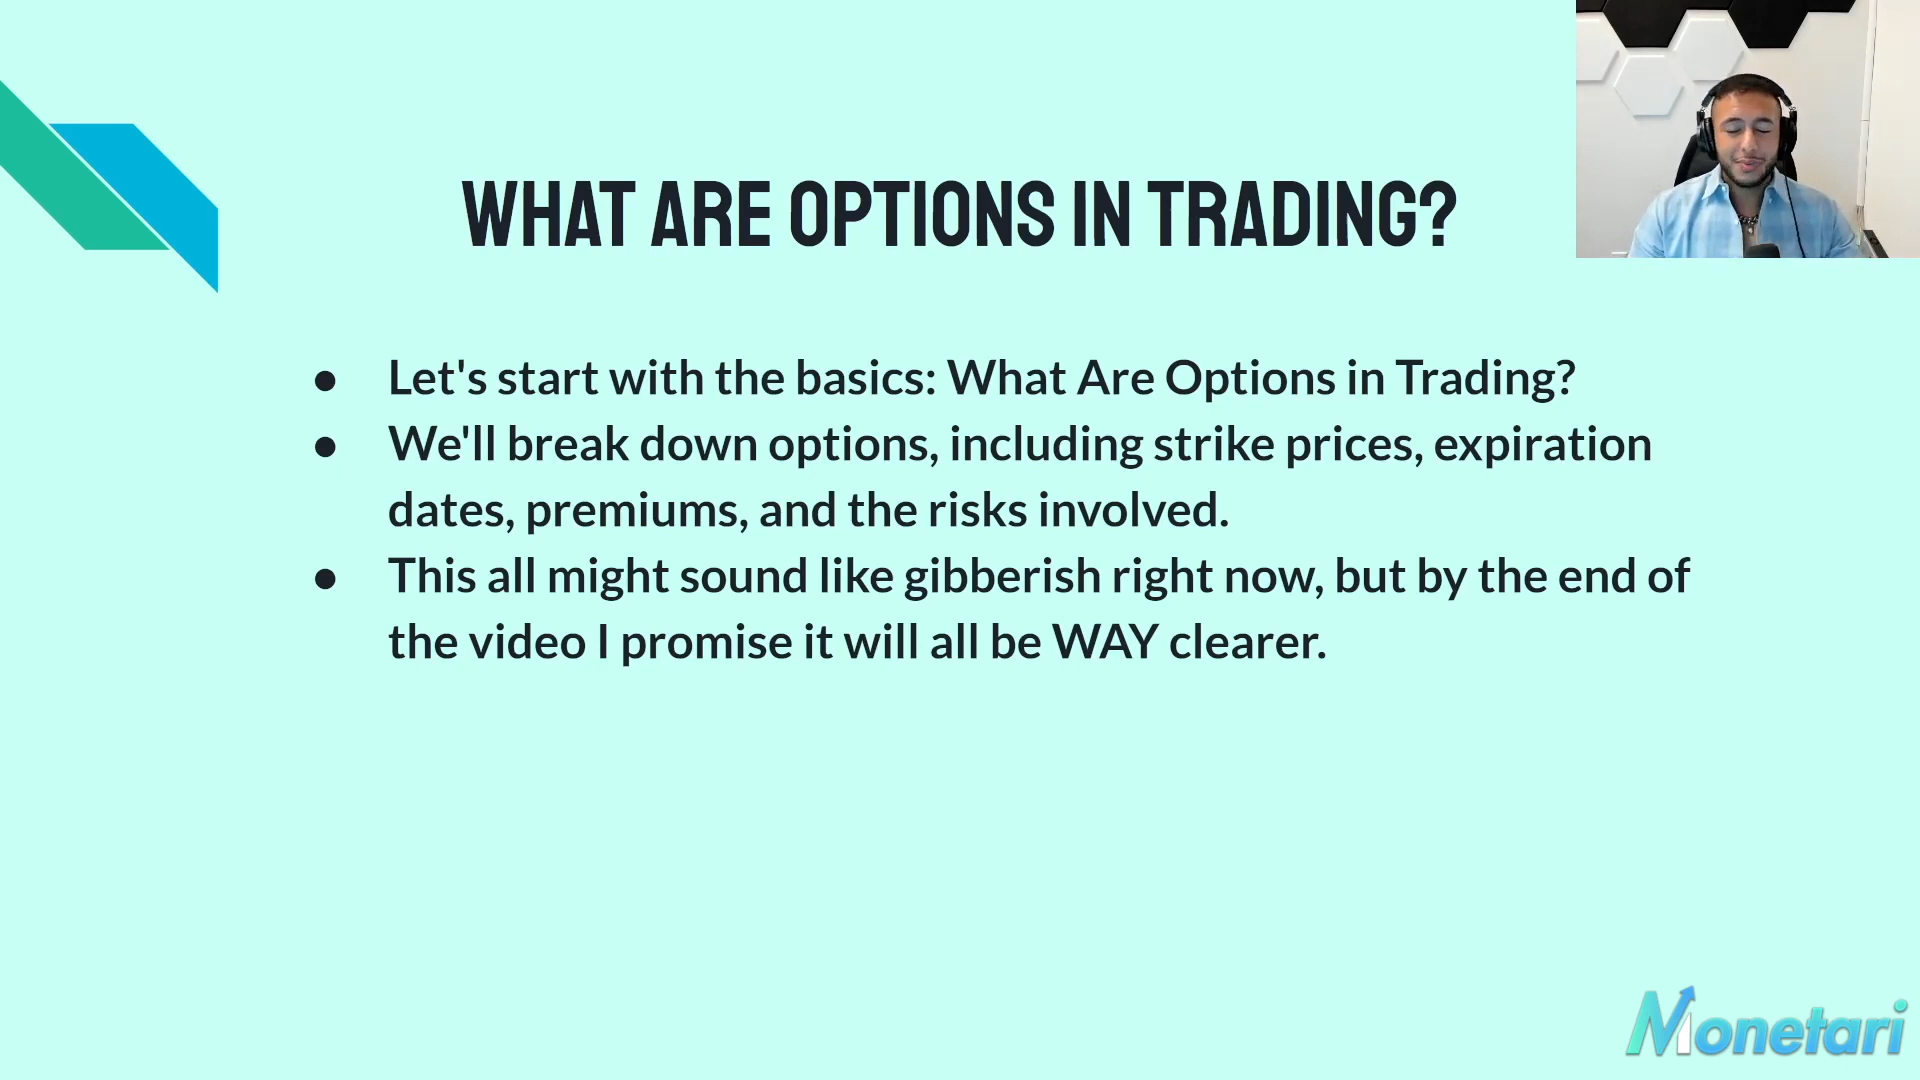 WHAT ARE OPTIONS IN TRADING?
● Let's start with the basics: What Are Options in Trading?
● We'll break down options, including strike prices, expiration
dates, premiums, and the risks involved.
● This all might sound like gibberish right now, but by the end of
the video I promise it will all be WAY clearer.
Monetari